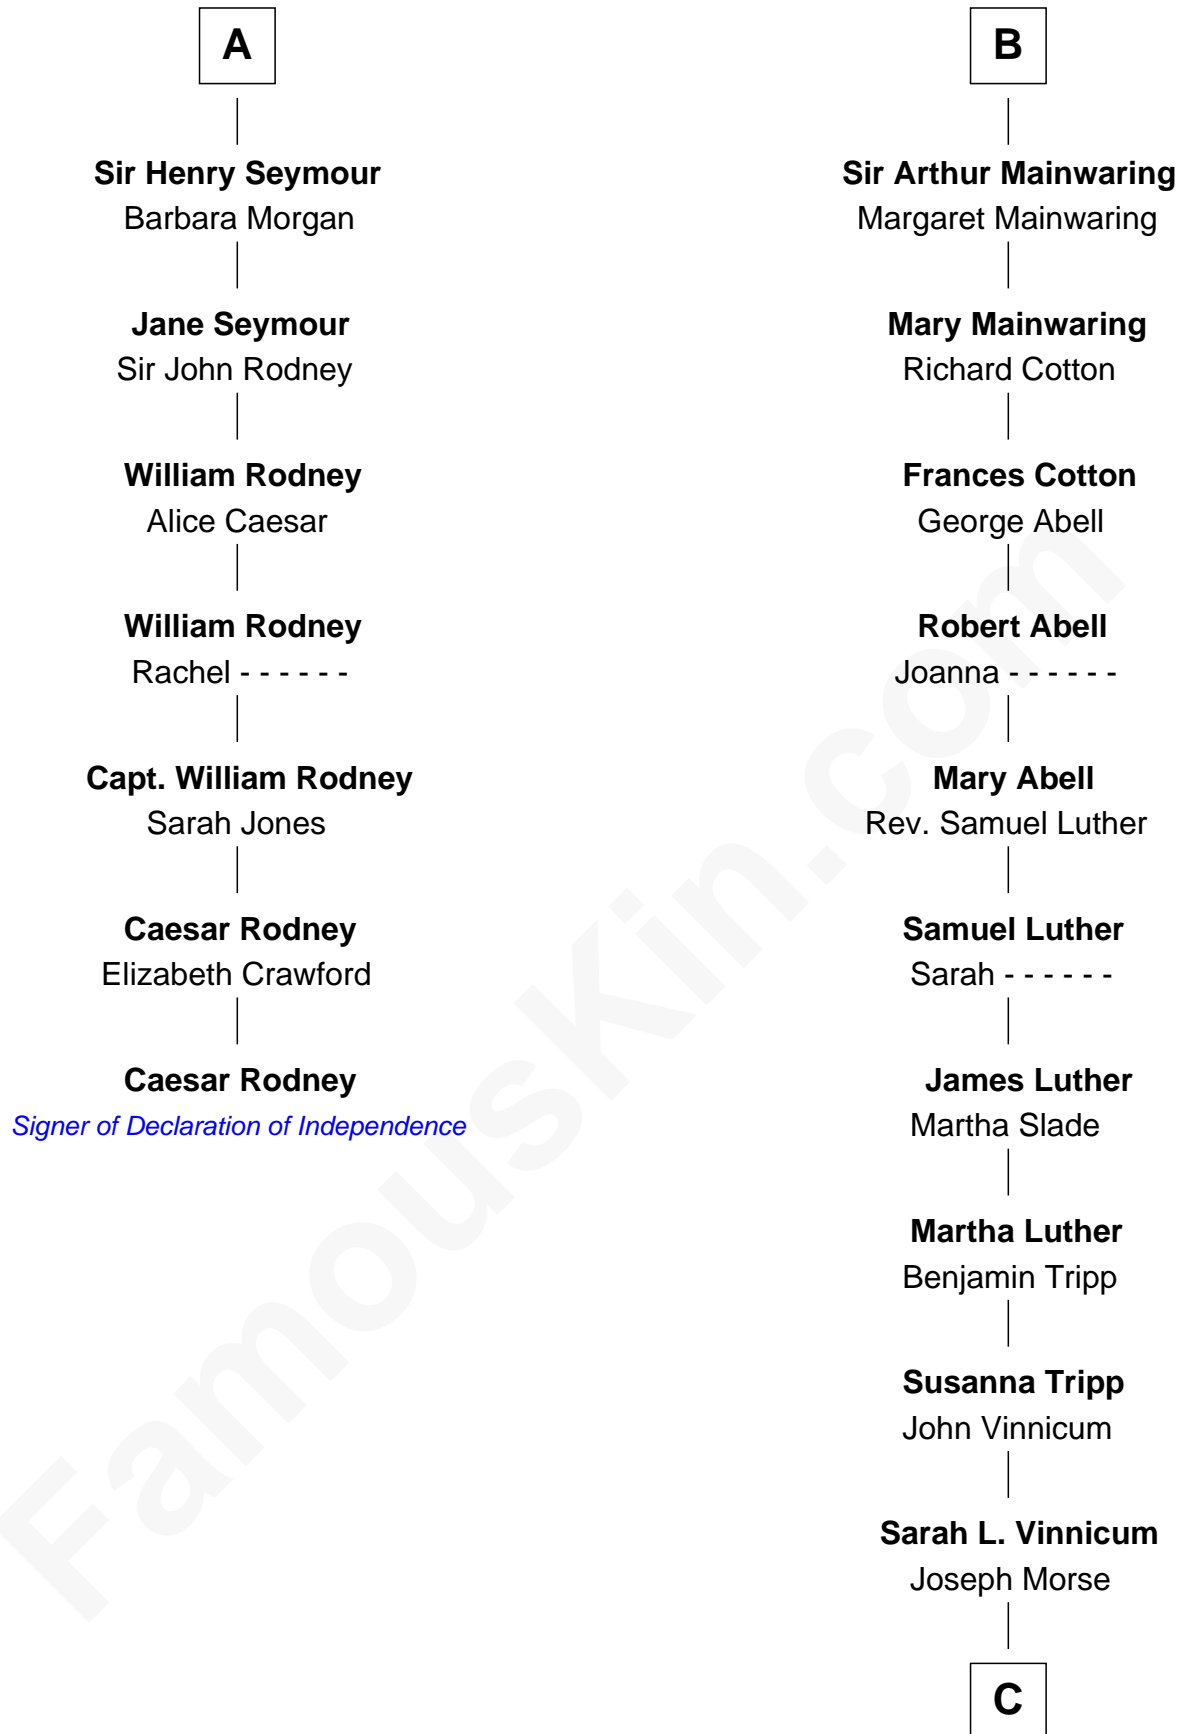 A
Sir Henry Seymour
Barbara Morgan
Jane Seymour
Sir John Rodney
William Rodney
Alice Caesar
William Rodney
Rachel - - - - - -
Capt. William Rodney
Sarah Jones
Caesar Rodney
Elizabeth Crawford
Caesar Rodney
Signer of Declaration of Independence
B
Sir Arthur Mainwaring
Margaret Mainwaring
Mary Mainwaring
Richard Cotton
Frances Cotton
George Abell
Robert Abell
Joanna - - - - - -
Mary Abell
Rev. Samuel Luther
Samuel Luther
Sarah - - - - - -
James Luther
Martha Slade
Martha Luther
Benjamin Tripp
Susanna Tripp
John Vinnicum
Sarah L. Vinnicum
Joseph Morse
C
FamousKin.com